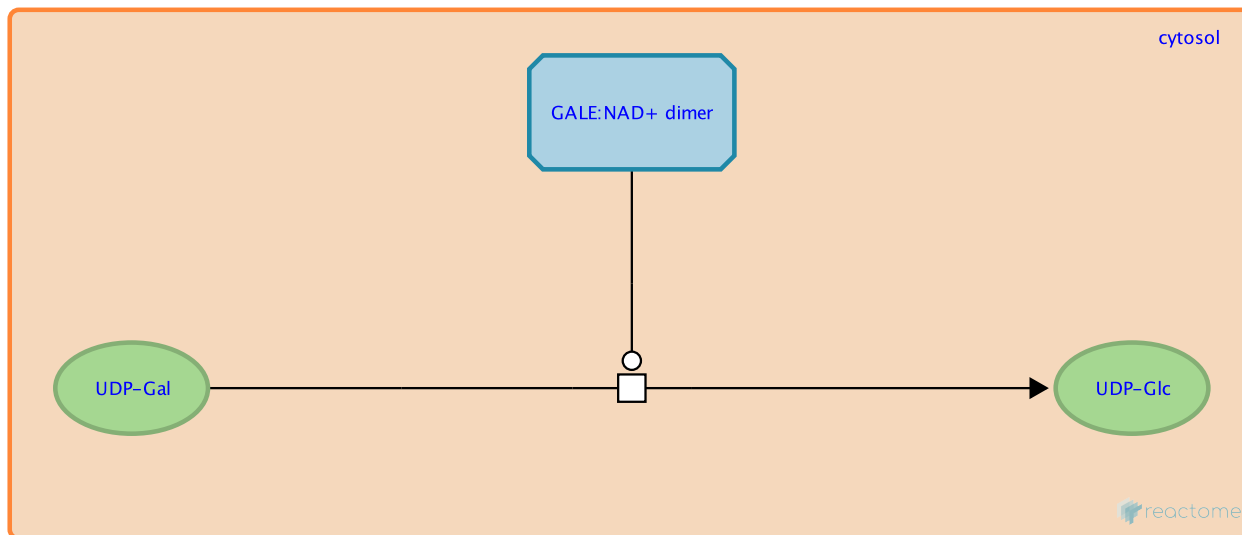 cytosol
GALE:NAD+ dimer
UDP-Gal
UDP-Glc
reactome